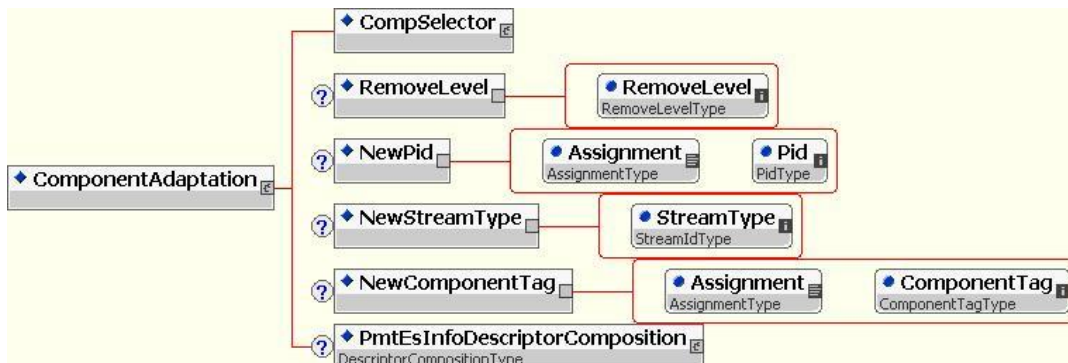 CompSelector
? RemoveLevel RemoveLevel
RemoveLevelType
? NewPid Assignment Pid
AssignmentType PidType
ComponentAdaptation
? NewStreamType StreamType
StreamIdType
? NewComponentTag Assignment ComponentTag
AssignmentType ComponentTagType
? PmtEsInfoDescriptorComposition
DescriptorCompositionType